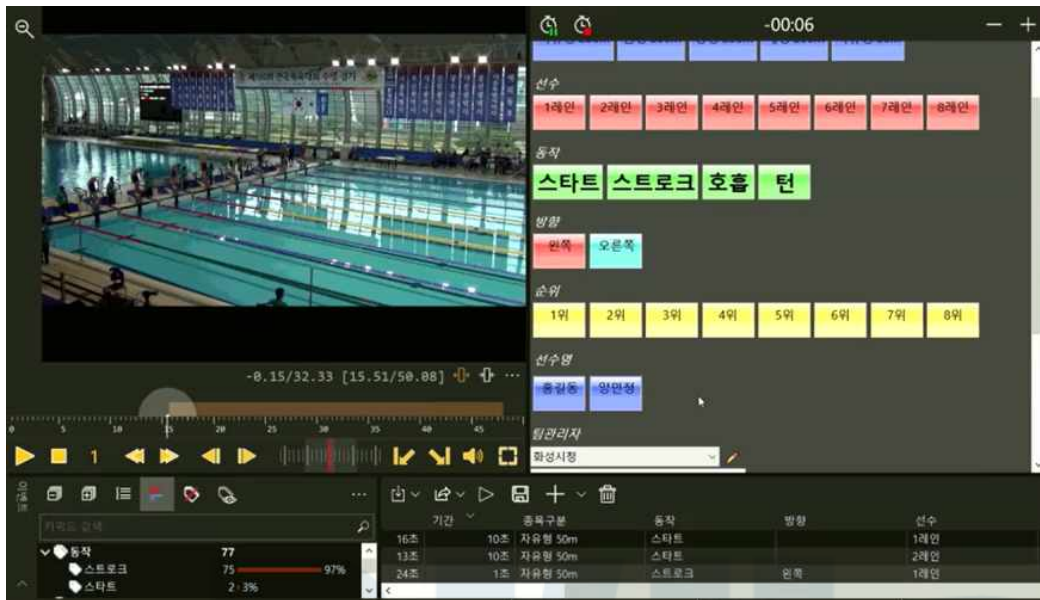 -00:06
선수
1레인 2레인 3레인 4레인 5레인 6레인 7레인 8레인
동작
스타트 스트로크 호흡 턴
방향
왼쪽 오른쪽
순위
1위 2위 3위 4위 5위 6위 7위 8위
선수명
홍길동 양민정
팀관리자
화성시청
-0.15/32.33 [15.51/50.08]
0 5 10 15 20 25 30 35 40 45
1
이벤트
키워드 검색
동작 77
스트로크 75 97%
스타트 2 3%
기간 종목구분 동작 방향 선수
16초 10초 자유형 50m 스타트 1레인
13초 10초 자유형 50m 스타트 2레인
24초 1초 자유형 50m 스트로크 왼쪽 1레인